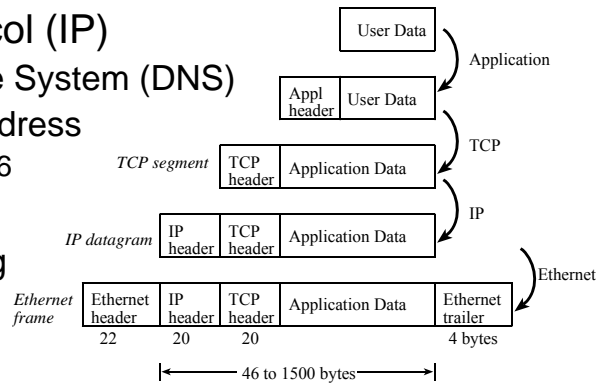 col (IP)
e System (DNS)
dress
6
g
User Data
Application
Appl
header
User Data
TCP
TCP segment
TCP
header
Application Data
IP
IP datagram
IP
header
TCP
header
Application Data
Ethernet
Ethernet
frame
Ethernet
header
IP
header
TCP
header
Application Data
Ethernet
trailer
22
20
20
4 bytes
46 to 1500 bytes